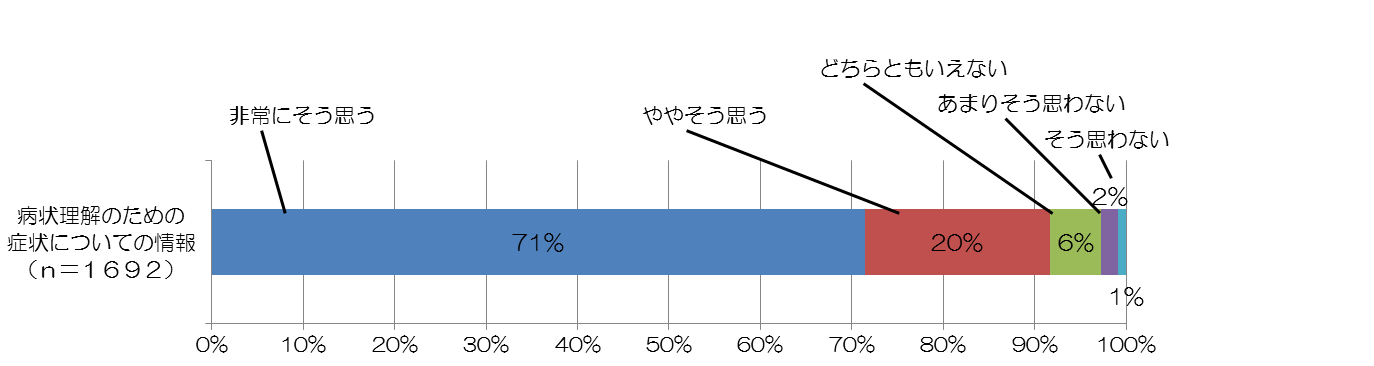 どちらともいえない
あまりそう思わない
非常にそう思う
ややそう思う
そう思わない
2%
病状理解のための
症状についての情報
（ｎ＝１６９２）
71%
20%
6%
1%
0%
10%
20%
30%
40%
50%
60%
70%
80%
90%
100%